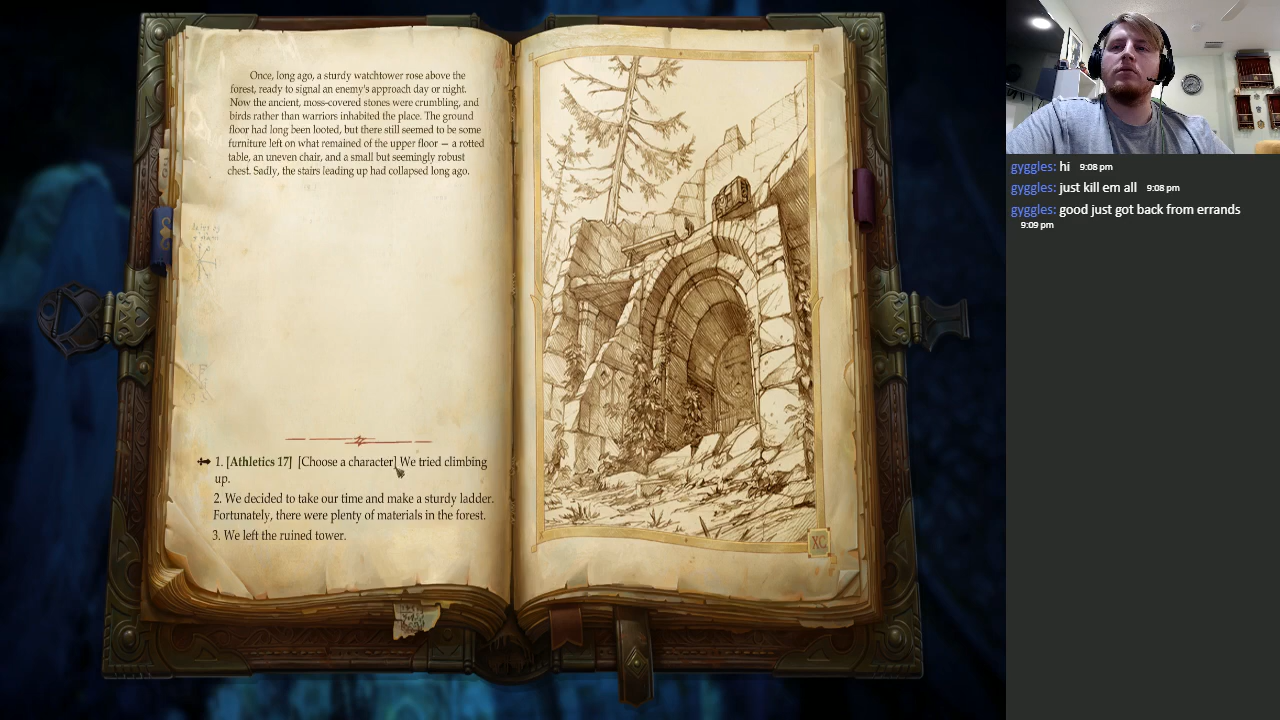 Once, long ago, a sturdy watchtower rose above the
forest, ready to signal an enemy's approach day or night.
Now the ancient, moss-covered stones were crumbling, and
birds rather than warriors inhabited the place. The ground
floor had long been looted, but there still seemed to be some
furniture left on what remained of the upper floor — a rotted
table, an uneven chair, and a small but seemingly robust
chest. Sadly, the stairs leading up had collapsed long ago.
1. [Athletics 17] [Choose a character] We tried climbing
up.
2. We decided to take our time and make a sturdy ladder.
Fortunately, there were plenty of materials in the forest.
3. We left the ruined tower.
XC
gyggles: hi 9:08 pm
gyggles: just kill em all 9:08 pm
gyggles: good just got back from errands
9:09 pm